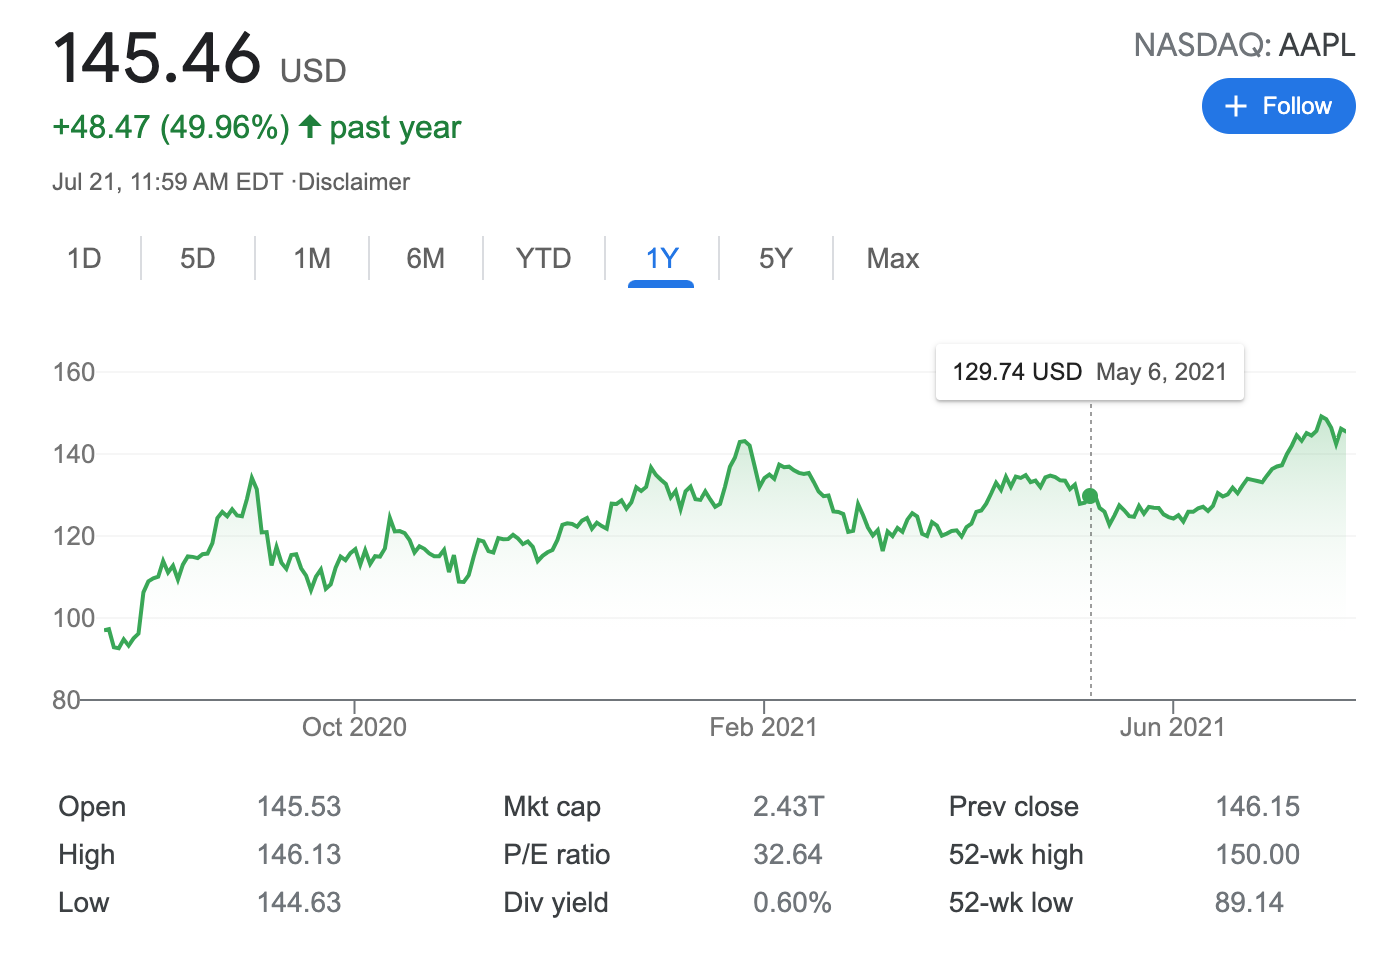 145.46 USD
NASDAQ: AAPL
+ Follow
+48.47 (49.96%) ↑ past year
Jul 21, 11:59 AM EDT ·Disclaimer
1D 5D 1M 6M YTD 1Y 5Y Max
129.74 USD May 6, 2021
160
140
120
100
80
Oct 2020 Feb 2021 Jun 2021
Open 145.53 Mkt cap 2.43T Prev close 146.15
High 146.13 P/E ratio 32.64 52-wk high 150.00
Low 144.63 Div yield 0.60% 52-wk low 89.14